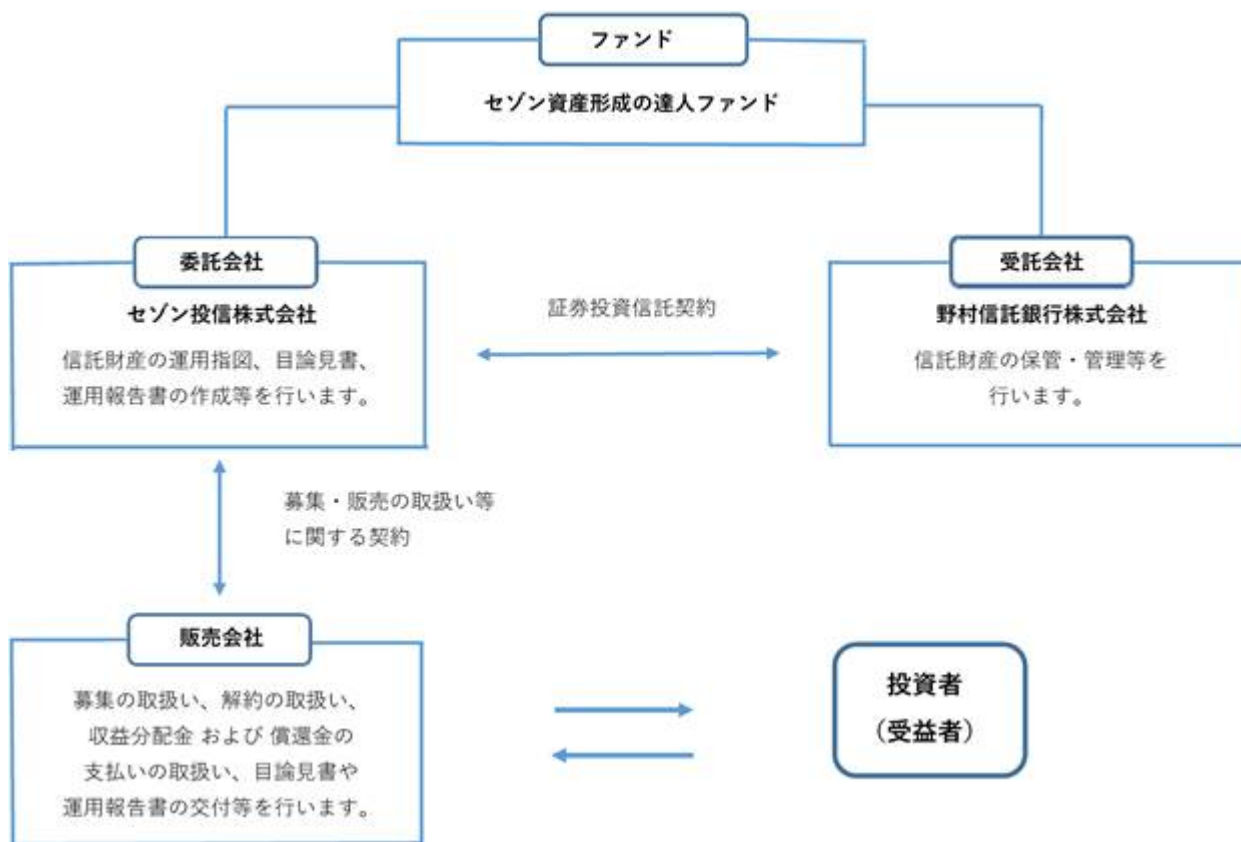 ファンド
セゾン資産形成の達人ファンド
委託会社
セゾン投信株式会社
信託財産の運用指図、目論見書、
運用報告書の作成等を行います。
証券投資信託契約
受託会社
野村信託銀行株式会社
信託財産の保管・管理等を
行います。
募集・販売の取扱い等
に関する契約
販売会社
募集の取扱い、解約の取扱い、
収益分配金 および 償還金の
支払いの取扱い、目論見書や
運用報告書の交付等を行います。
投資者
（受益者）